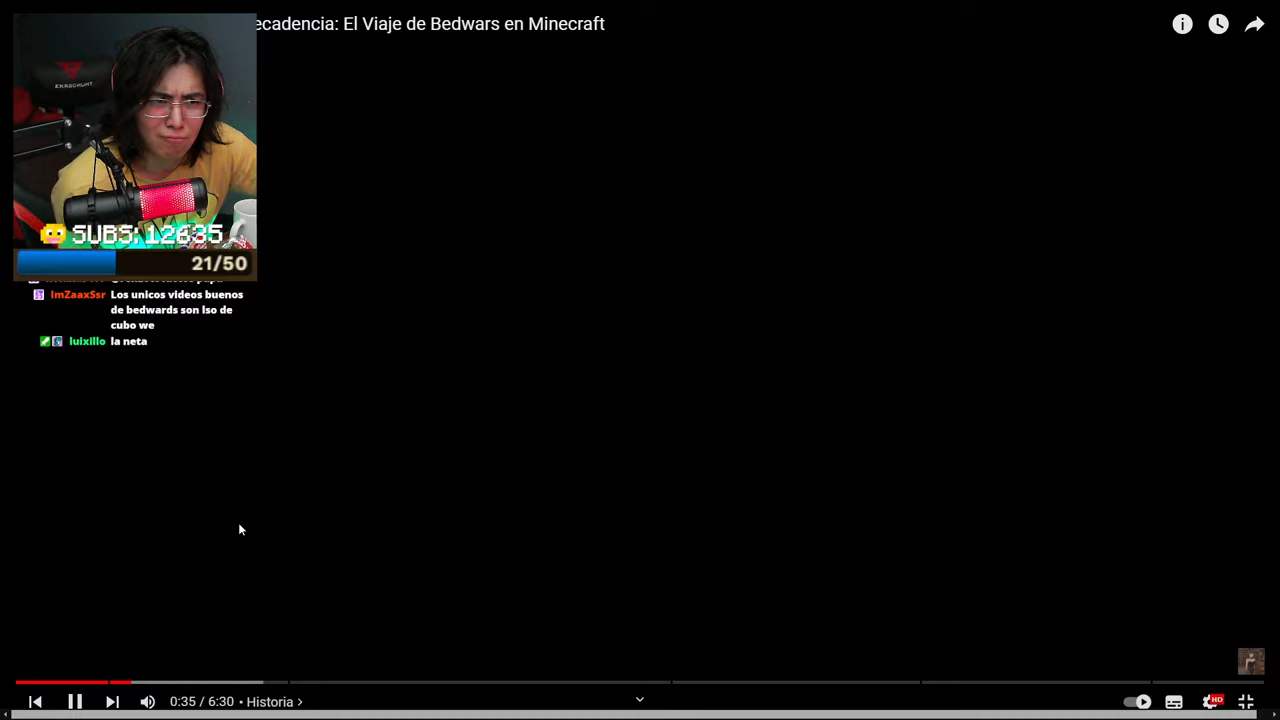 ecadencia: El Viaje de Bedwars en Minecraft
SUBS: 12635
21/50
ImZaaxSsr Los unicos videos buenos
de bedwards son lso de
cubo we
luixillo la neta
0:35 / 6:30 • Historia >
HD